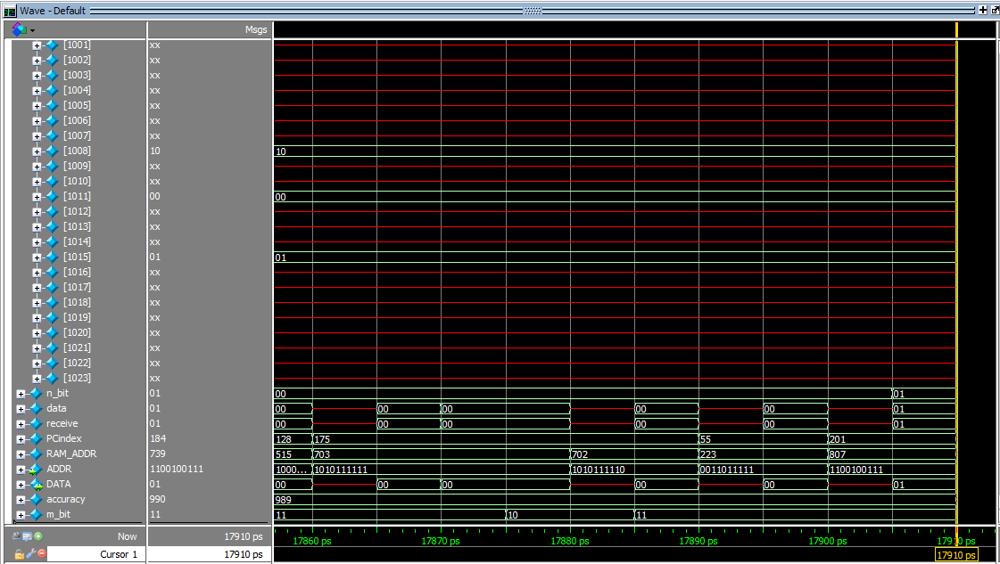 Wave - Default
Msgs
[1001] xx
[1002] xx
[1003] xx
[1004] xx
[1005] xx
[1006] xx
[1007] xx
[1008] 10 10
[1009] xx
[1010] xx
[1011] 00 00
[1012] xx
[1013] xx
[1014] xx
[1015] 01 01
[1016] xx
[1017] xx
[1018] xx
[1019] xx
[1020] xx
[1021] xx
[1022] xx
[1023] xx
n_bit 01 00 01
data 01 00 00 00 00 00 01
receive 01 00 00 00 00 00 01
PCindex 184 128 175 55 201
RAM_ADDR 739 515 703 702 223 807
ADDR 1100100111 1000... 1010111111 1010111110 0011011111 1100100111
DATA 01 00 00 00 00 00 01
accuracy 990 989
m_bit 11 11 10 11
Now 17910 ps 17860 ps 17870 ps 17880 ps 17890 ps 17900 ps 17910 ps
Cursor 1 17910 ps 17910 ps